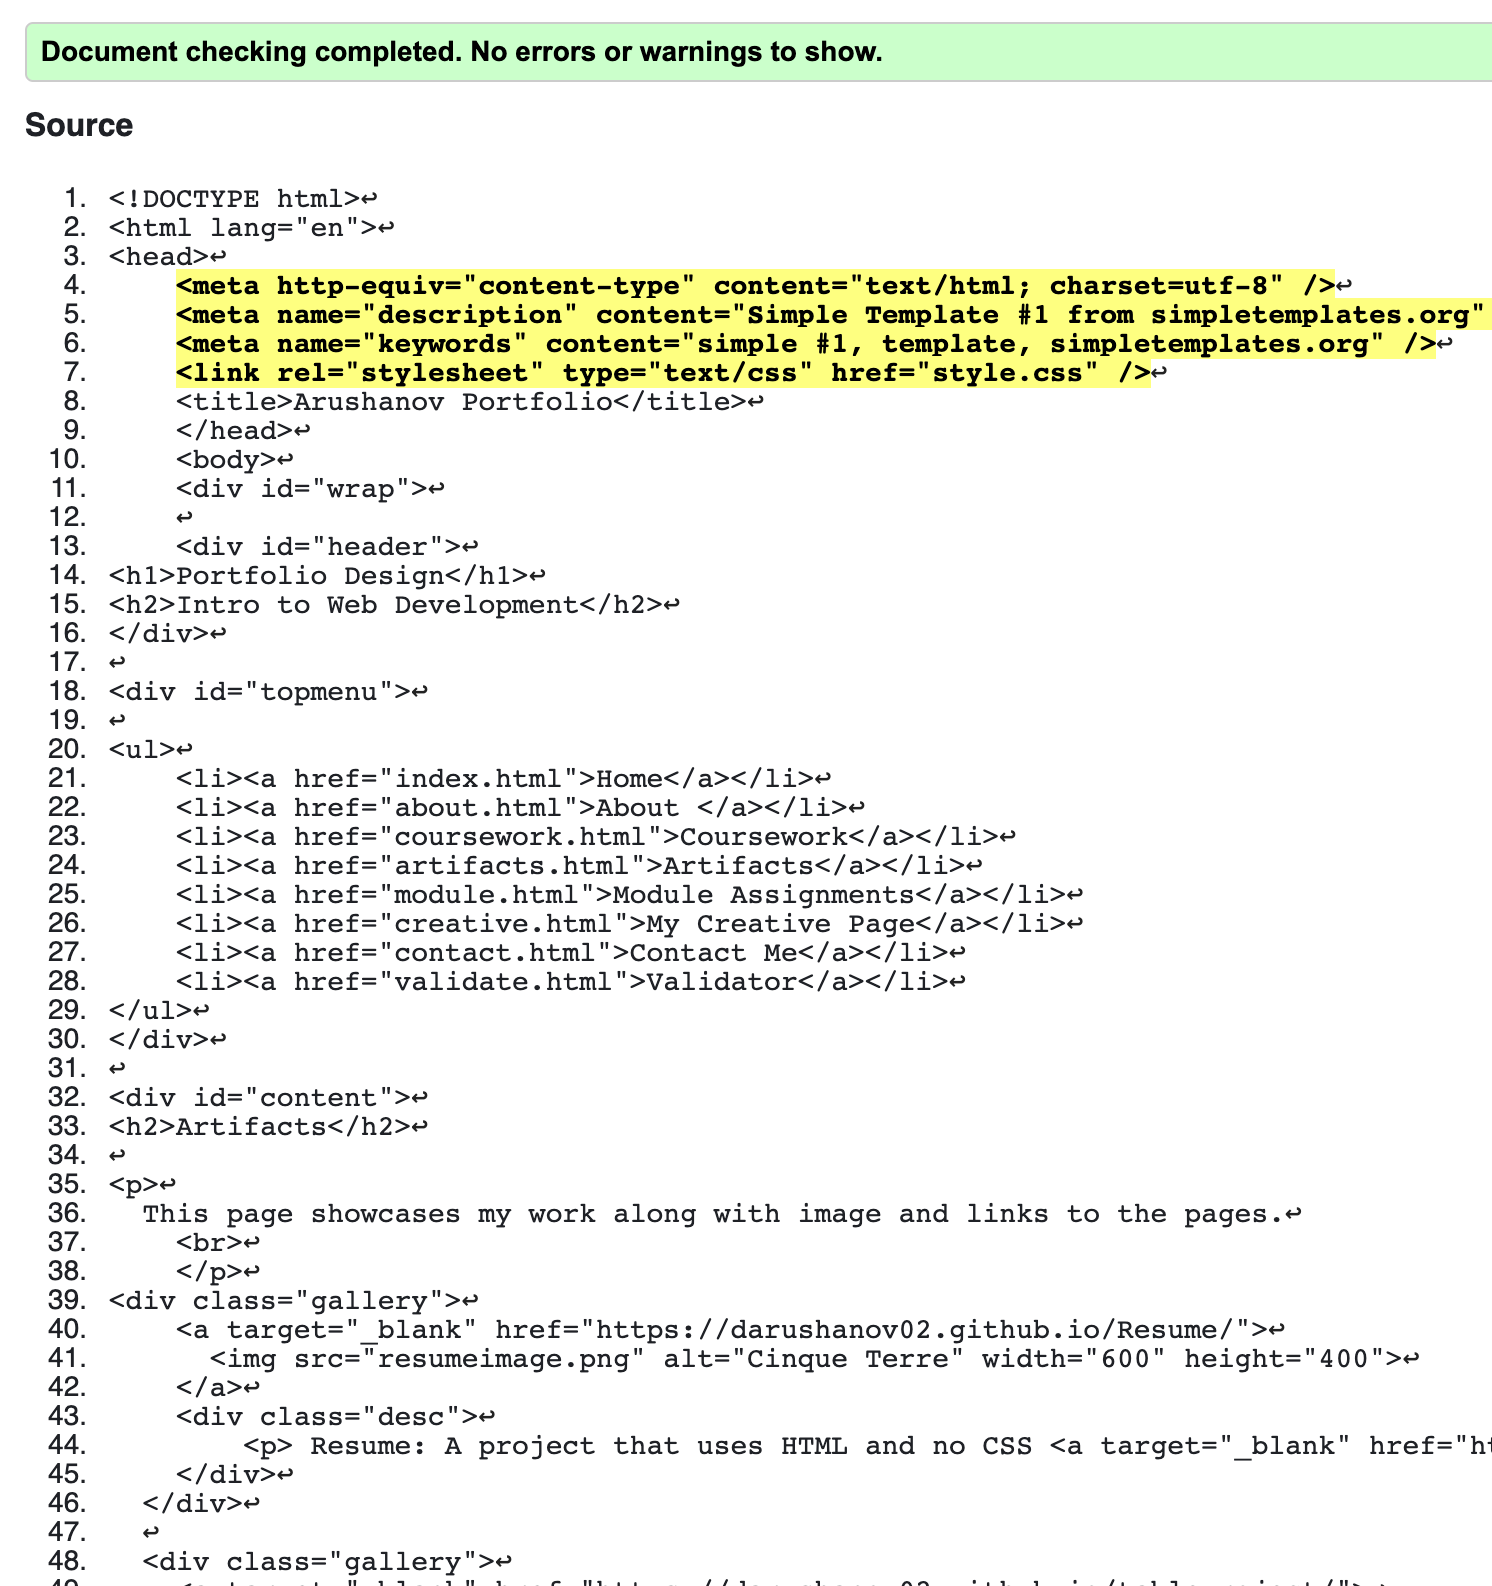 Document checking completed. No errors or warnings to show.
Source
1. <!DOCTYPE html>↩
2. <html lang="en">↩
3. <head>↩
4. <meta http-equiv="content-type" content="text/html; charset=utf-8" />↩
5. <meta name="description" content="Simple Template #1 from simpletemplates.org"
6. <meta name="keywords" content="simple #1, template, simpletemplates.org" />↩
7. <link rel="stylesheet" type="text/css" href="style.css" />↩
8. <title>Arushanov Portfolio</title>↩
9. </head>↩
10. <body>↩
11. <div id="wrap">↩
12. ↩
13. <div id="header">↩
14. <h1>Portfolio Design</h1>↩
15. <h2>Intro to Web Development</h2>↩
16. </div>↩
17. ↩
18. <div id="topmenu">↩
19. ↩
20. <ul>↩
21. <li><a href="index.html">Home</a></li>↩
22. <li><a href="about.html">About </a></li>↩
23. <li><a href="coursework.html">Coursework</a></li>↩
24. <li><a href="artifacts.html">Artifacts</a></li>↩
25. <li><a href="module.html">Module Assignments</a></li>↩
26. <li><a href="creative.html">My Creative Page</a></li>↩
27. <li><a href="contact.html">Contact Me</a></li>↩
28. <li><a href="validate.html">Validator</a></li>↩
29. </ul>↩
30. </div>↩
31. ↩
32. <div id="content">↩
33. <h2>Artifacts</h2>↩
34. ↩
35. <p>↩
36. This page showcases my work along with image and links to the pages.↩
37. <br>↩
38. </p>↩
39. <div class="gallery">↩
40. <a target="_blank" href="https://darushanov02.github.io/Resume/">↩
41. <img src="resumeimage.png" alt="Cinque Terre" width="600" height="400">↩
42. </a>↩
43. <div class="desc">↩
44. <p> Resume: A project that uses HTML and no CSS <a target="_blank" href="ht
45. </div>↩
46. </div>↩
47. ↩
48. <div class="gallery">↩